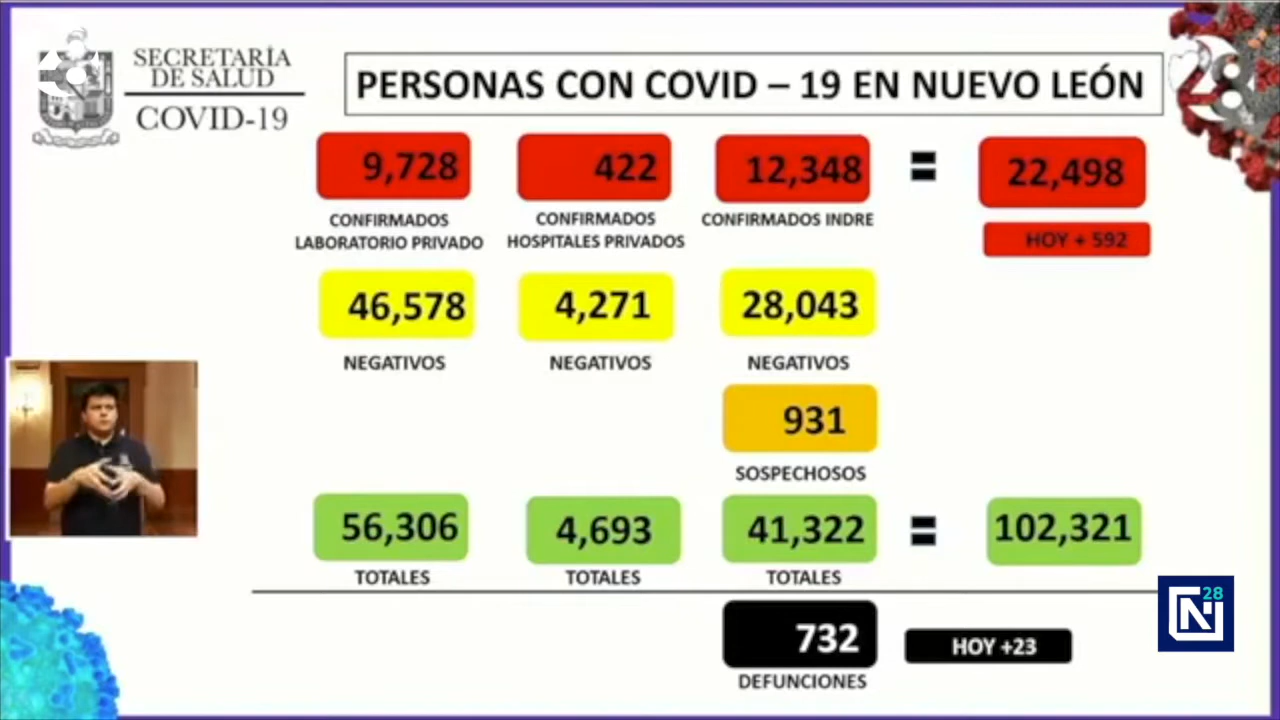 SECRETARÍA
DE SALUD
COVID-19
PERSONAS CON COVID – 19 EN NUEVO LEÓN
28
9,728
422
12,348
=
22,498
CONFIRMADOS
LABORATORIO PRIVADO
CONFIRMADOS
HOSPITALES PRIVADOS
CONFIRMADOS INDRE
HOY + 592
46,578
4,271
28,043
NEGATIVOS
NEGATIVOS
NEGATIVOS
931
SOSPECHOSOS
56,306
4,693
41,322
=
102,321
TOTALES
TOTALES
TOTALES
N 28
732
HOY +23
DEFUNCIONES